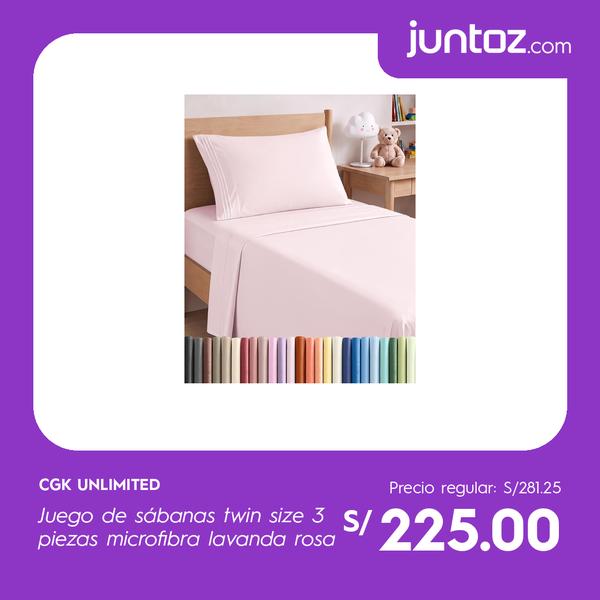 juntoz.com
CGK UNLIMITED
Juego de sábanas twin size 3
piezas microfibra lavanda rosa
Precio regular: S/281.25
S/ 225.00